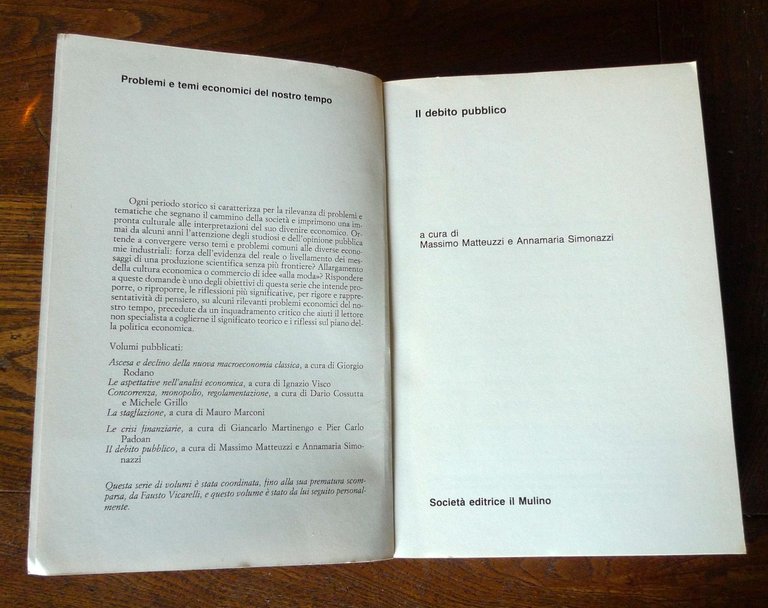 Problemi e temi economici del nostro tempo
Ogni periodo storico si caratterizza per la rilevanza di problemi e
tematiche che segnano il cammino della società e imprimono una im-
pronta culturale alle interpretazioni del suo divenire economico. Or-
mai da alcuni anni l'attenzione degli studiosi e dell'opinione pubblica
tende a convergere verso temi e problemi comuni alle diverse econo-
mie industriali: forza dell'evidenza del reale o livellamento dei mes-
saggi di una produzione scientifica senza più frontiere? Allargamento
della cultura economica o commercio di idee «alla moda»? Rispondere
a queste domande è uno degli obiettivi di questa serie che intende pro-
porre, o riproporre, le riflessioni più significative, per rigore e rappre-
sentatività di pensiero, su alcuni rilevanti problemi economici del no-
stro tempo, precedute da un inquadramento critico che aiuti il lettore
non specialista a coglierne il significato teorico e i riflessi sul piano del-
la politica economica.
Volumi pubblicati:
Ascesa e declino della nuova macroeconomia classica, a cura di Giorgio
Rodano
Le aspettative nell'analisi economica, a cura di Ignazio Visco
Concorrenza, monopolio, regolamentazione, a cura di Dario Cossutta
e Michele Grillo
La stagflazione, a cura di Mauro Marconi
Le crisi finanziarie, a cura di Giancarlo Martinengo e Pier Carlo
Padoan
Il debito pubblico, a cura di Massimo Matteuzzi e Annamaria Simo-
nazzi
Questa serie di volumi è stata coordinata, fino alla sua prematura scom-
parsa, da Fausto Vicarelli, e questo volume è stato da lui seguito personal-
mente.
Il debito pubblico
a cura di
Massimo Matteuzzi e Annamaria Simonazzi
Società editrice il Mulino